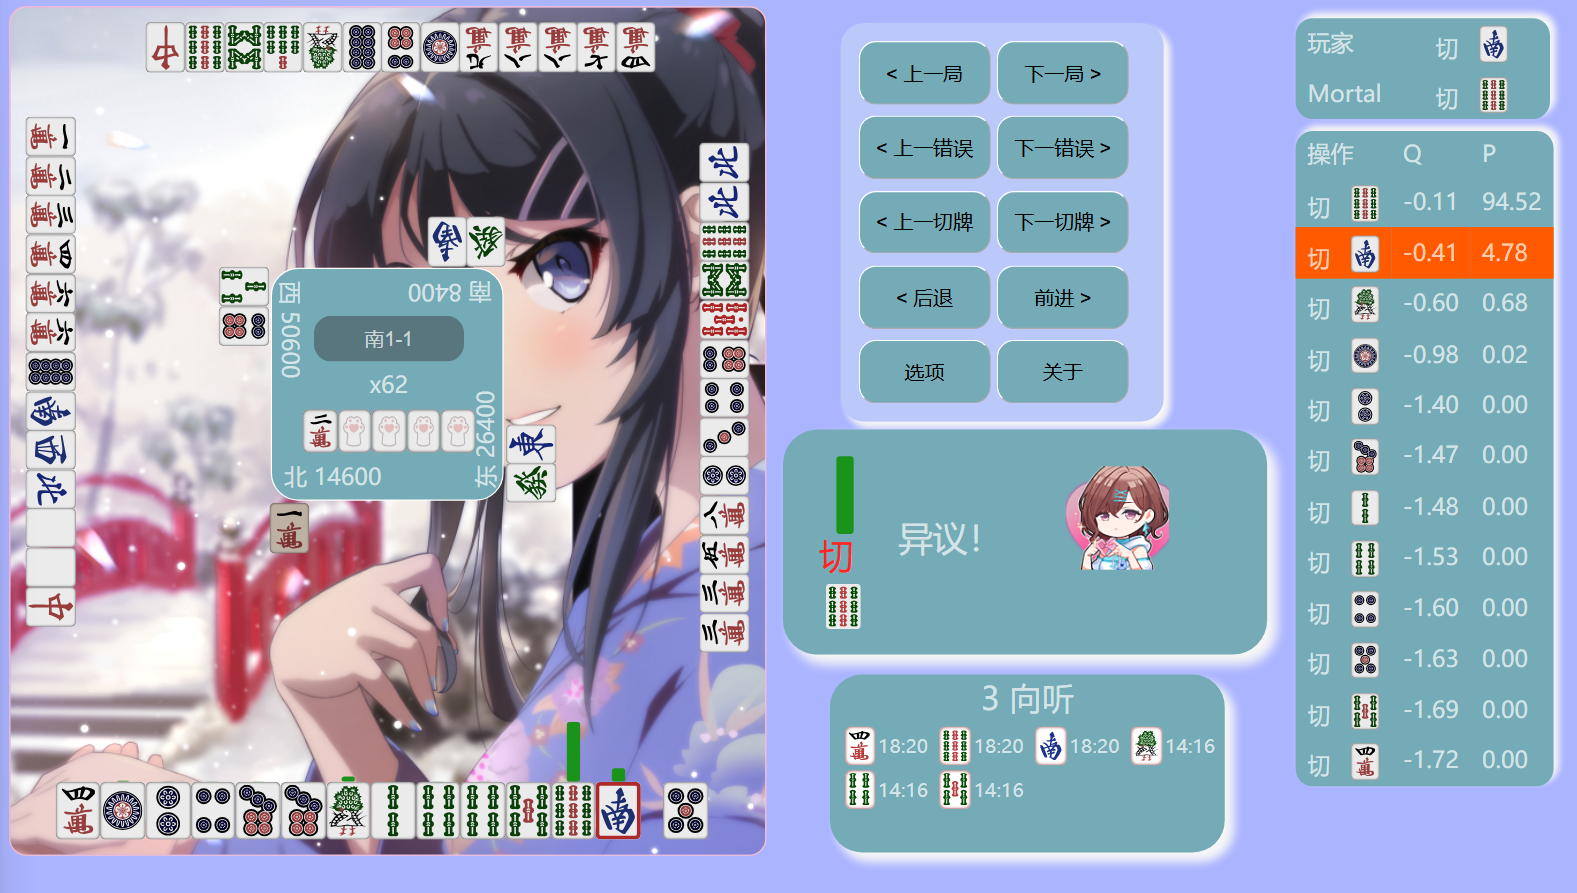 南 8400
西 50600
南1-1
x62
东 26400
北 14600
< 上一局
下一局 >
< 上一错误
下一错误 >
< 上一切牌
下一切牌 >
< 后退
前进 >
选项
关于
切
异议!
3 向听
18:20
18:20
18:20
14:16
14:16
14:16
玩家 切
Mortal 切
操作 Q P
切 -0.11 94.52
切 -0.41 4.78
切 -0.60 0.68
切 -0.98 0.02
切 -1.40 0.00
切 -1.47 0.00
切 -1.48 0.00
切 -1.53 0.00
切 -1.60 0.00
切 -1.63 0.00
切 -1.69 0.00
切 -1.72 0.00